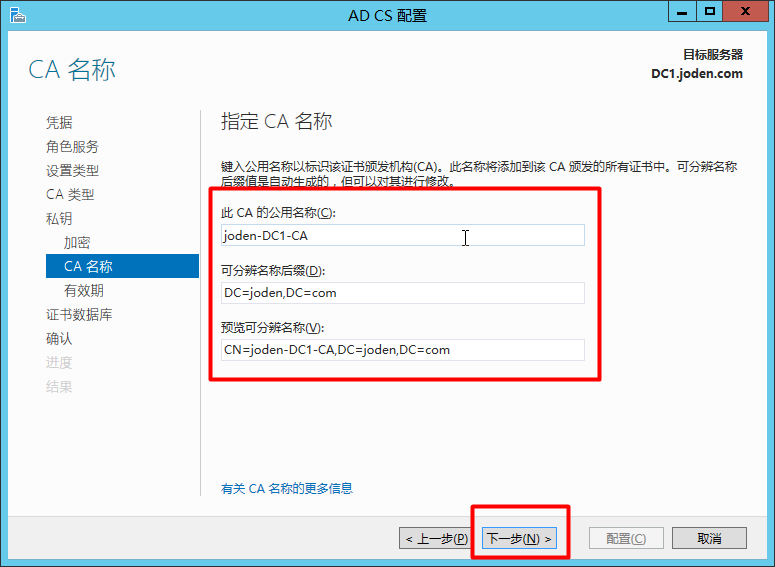 AD CS 配置
CA 名称
目标服务器
DC1.joden.com
凭据
角色服务
设置类型
CA 类型
私钥
加密
CA 名称
有效期
证书数据库
确认
进度
结果
指定 CA 名称
键入公用名称以标识该证书颁发机构(CA)。此名称将添加到该 CA 颁发的所有证书中。可分辨名称
后缀值是自动生成的，但可以对其进行修改。
此 CA 的公用名称(C):
joden-DC1-CA
可分辨名称后缀(D):
DC=joden,DC=com
预览可分辨名称(V):
CN=joden-DC1-CA,DC=joden,DC=com
有关 CA 名称的更多信息
< 上一步(P)
下一步(N) >
配置(C)
取消